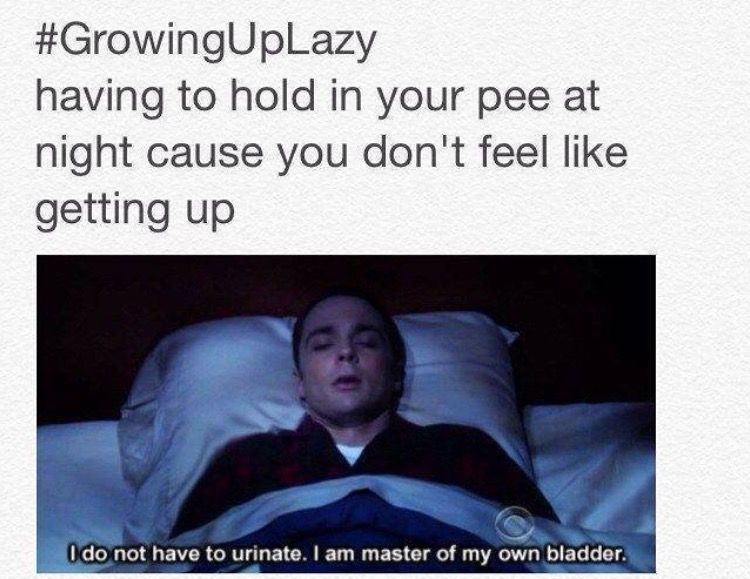 #GrowingUpLazy
having to hold in your pee at
night cause you don't feel like
getting up
I do not have to urinate. I am master of my own bladder.